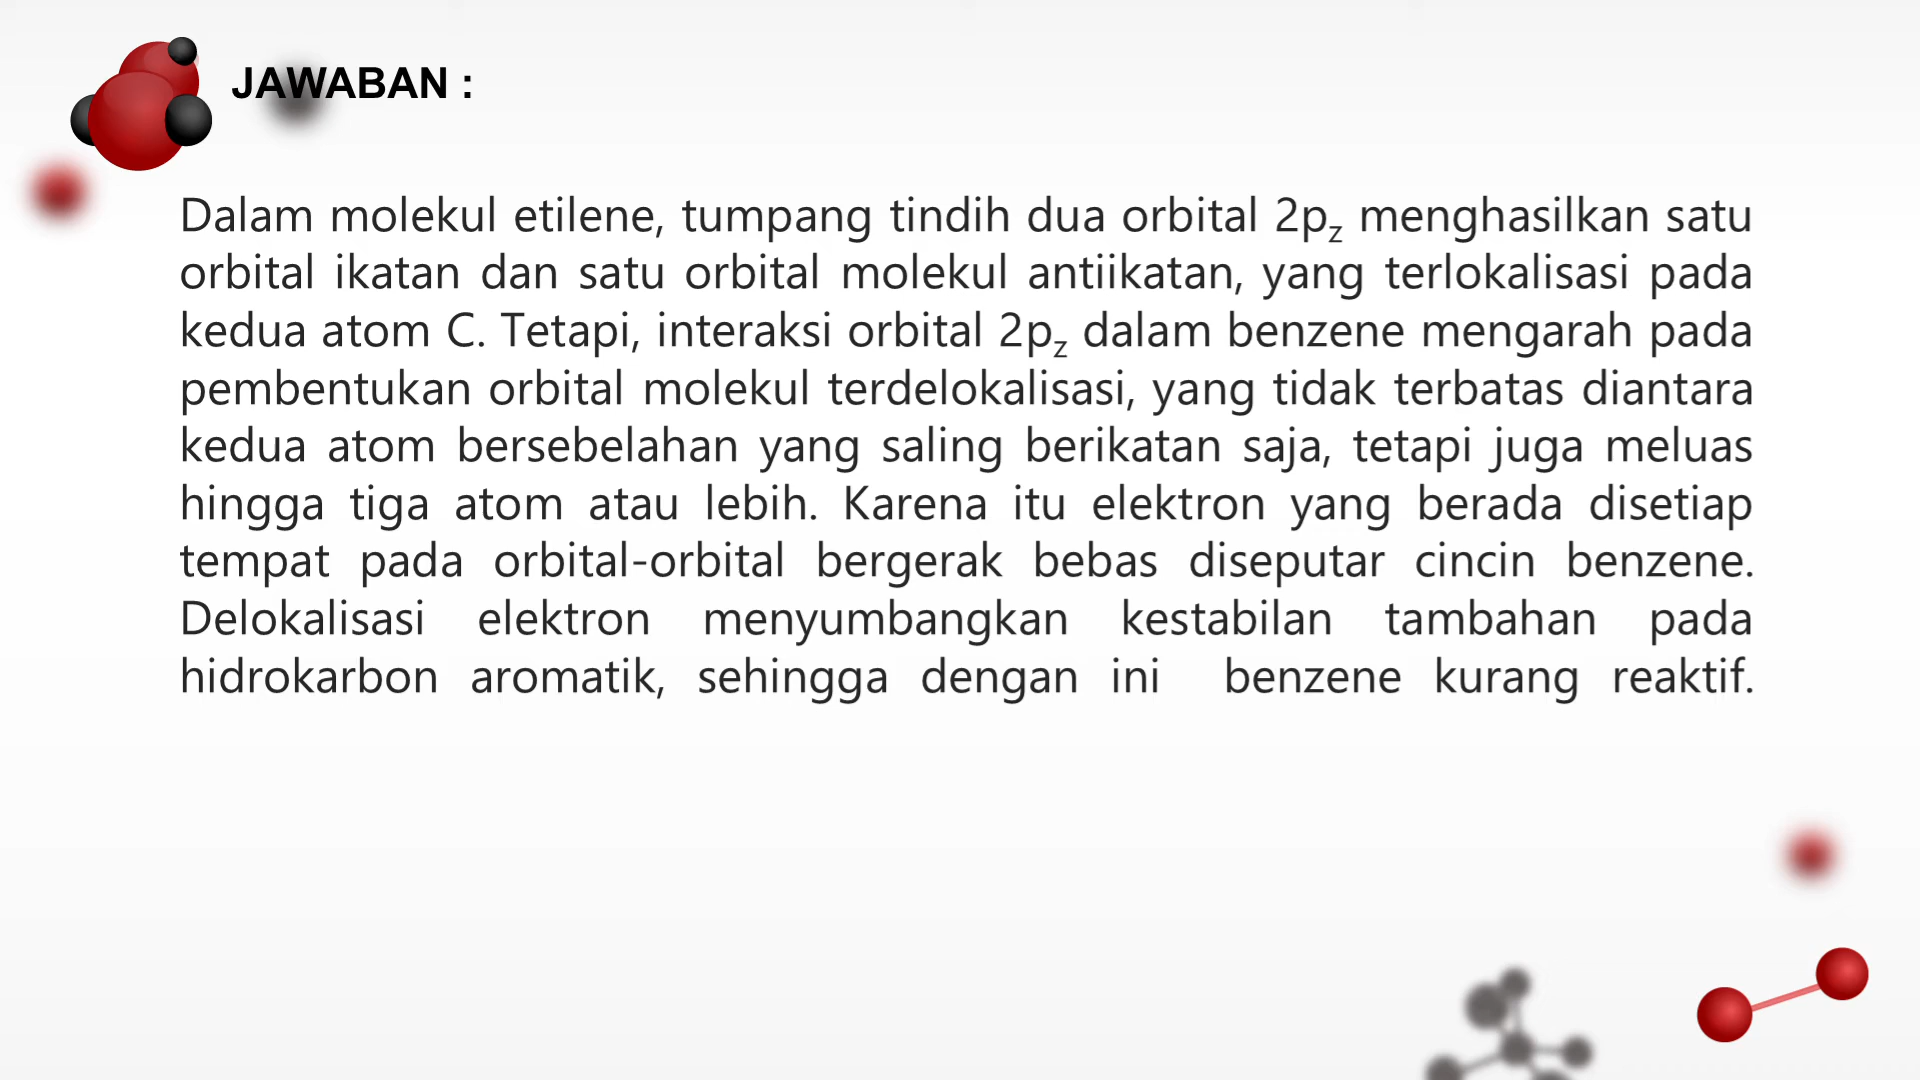 JAWABAN :
Dalam molekul etilene, tumpang tindih dua orbital 2pz menghasilkan satu
orbital ikatan dan satu orbital molekul antiikatan, yang terlokalisasi pada
kedua atom C. Tetapi, interaksi orbital 2pz dalam benzene mengarah pada
pembentukan orbital molekul terdelokalisasi, yang tidak terbatas diantara
kedua atom bersebelahan yang saling berikatan saja, tetapi juga meluas
hingga tiga atom atau lebih. Karena itu elektron yang berada disetiap
tempat pada orbital-orbital bergerak bebas diseputar cincin benzene.
Delokalisasi elektron menyumbangkan kestabilan tambahan pada
hidrokarbon aromatik, sehingga dengan ini benzene kurang reaktif.